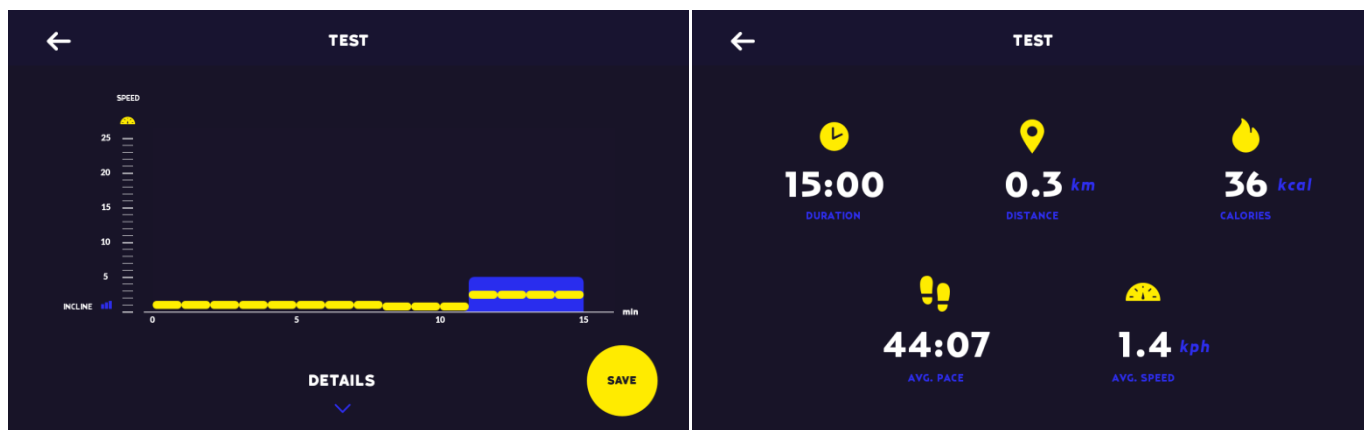 TEST
SPEED
25
20
15
10
5
INCLINE
0 5 10 15 min
DETAILS
SAVE
TEST
15:00 0.3 km 36 kcal
DURATION DISTANCE CALORIES
44:07 1.4 kph
AVG. PACE AVG. SPEED